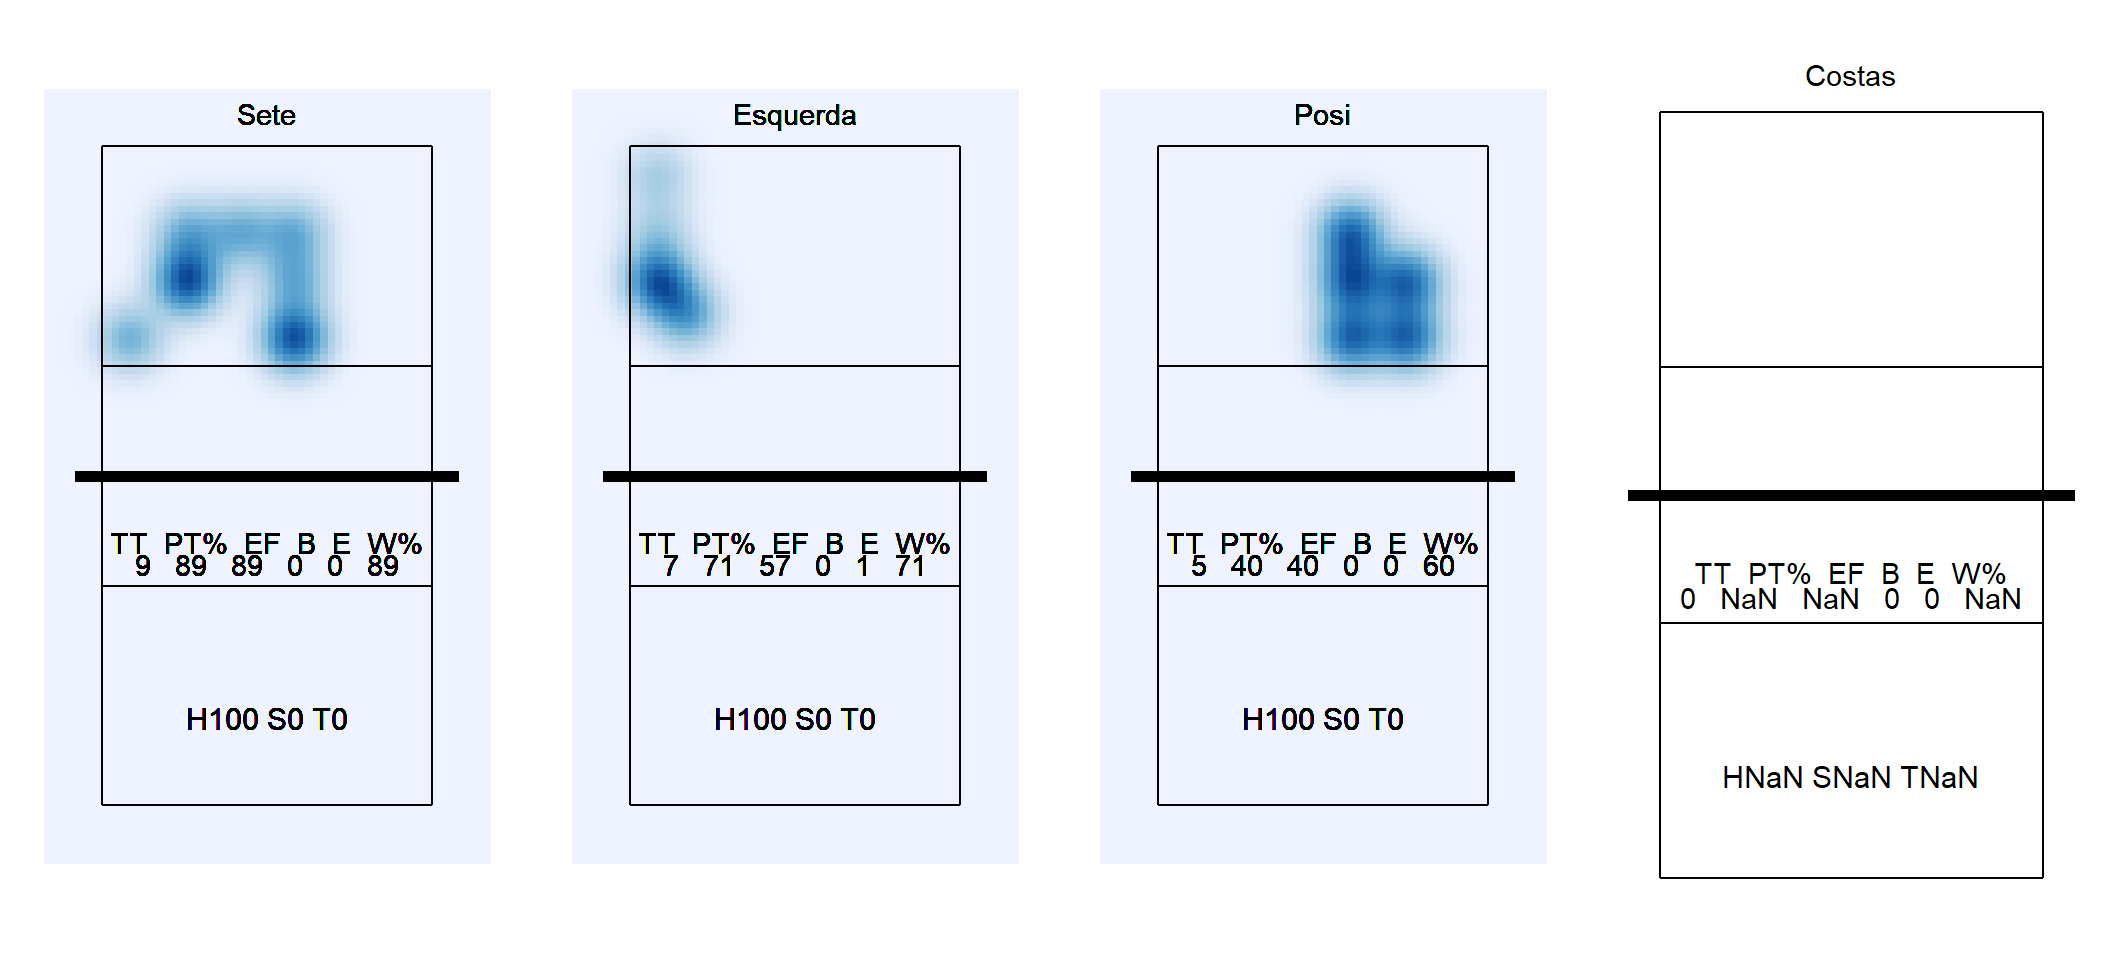 Sete
TT PT% EF B E W%
9 89 89 0 0 89
H100 S0 T0
Esquerda
TT PT% EF B E W%
7 71 57 0 1 71
H100 S0 T0
Posi
TT PT% EF B E W%
5 40 40 0 0 60
H100 S0 T0
Costas
TT PT% EF B E W%
0 NaN NaN 0 0 NaN
HNaN SNaN TNaN